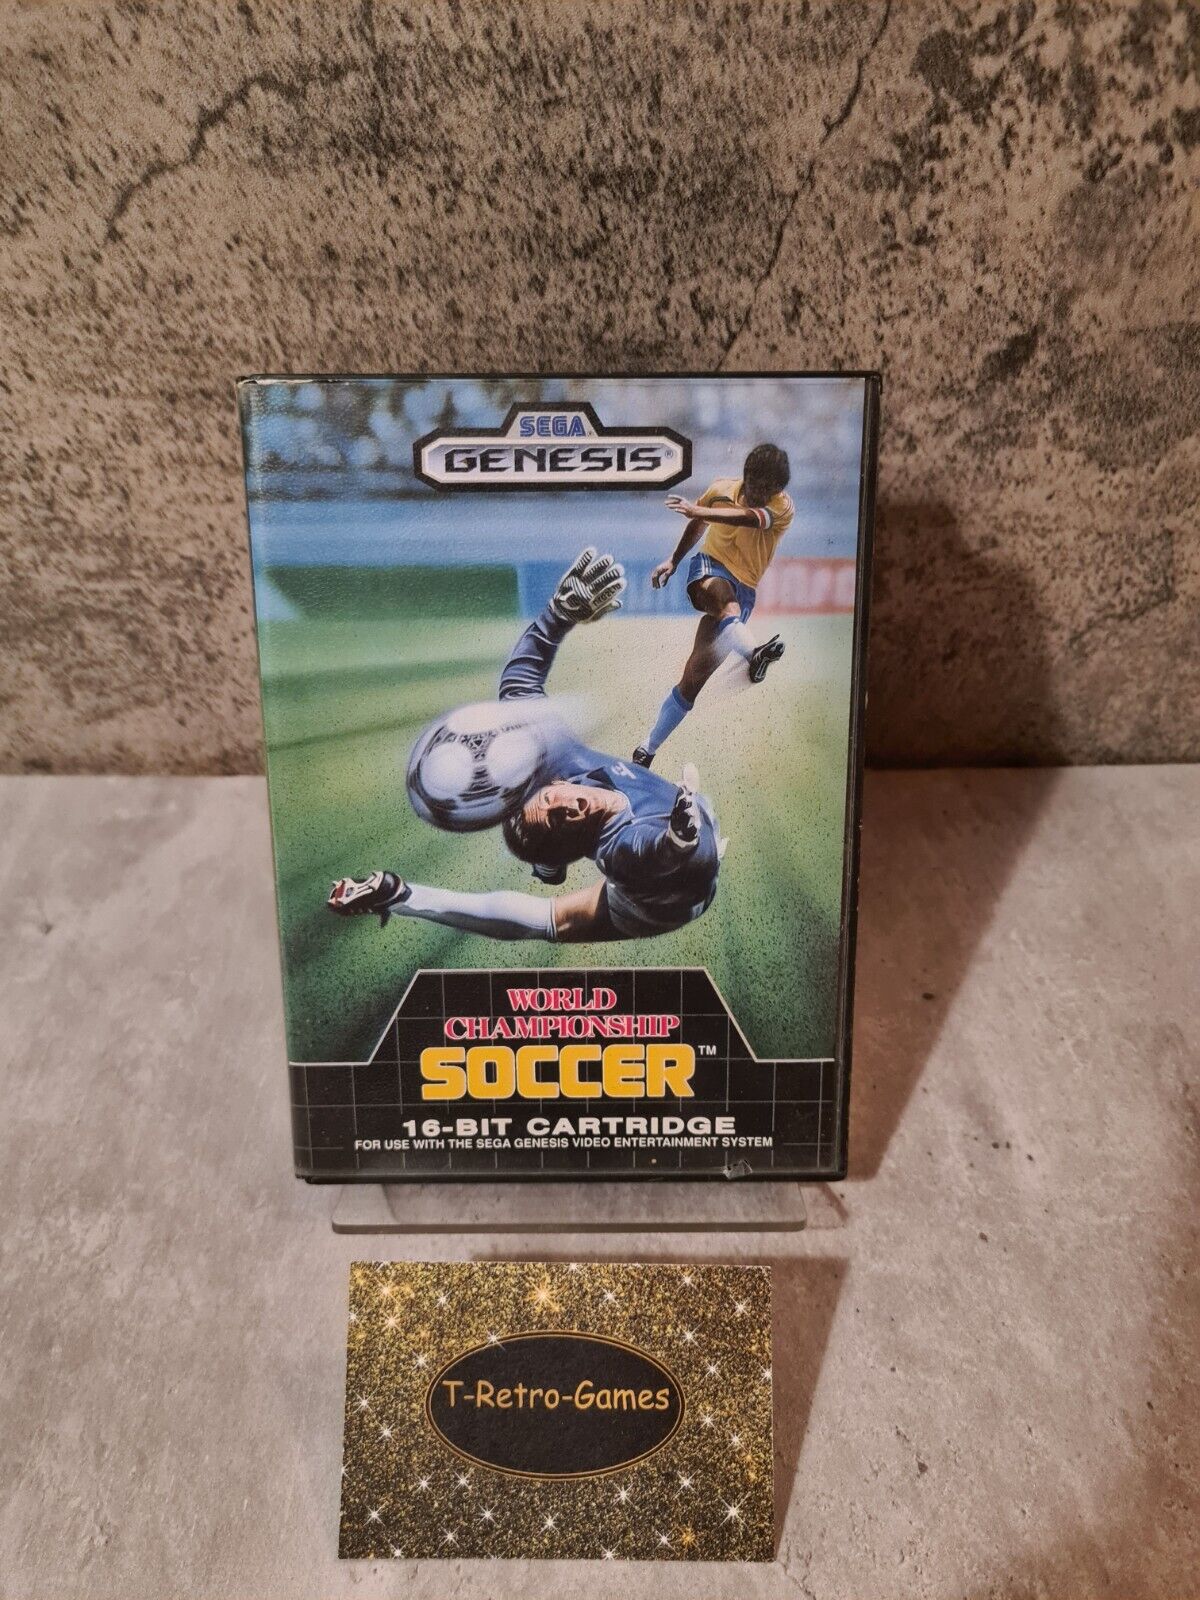 SEGA
GENESIS®
WORLD
CHAMPIONSHIP
SOCCER™
16-BIT CARTRIDGE
FOR USE WITH THE SEGA GENESIS VIDEO ENTERTAINMENT SYSTEM
T-Retro-Games